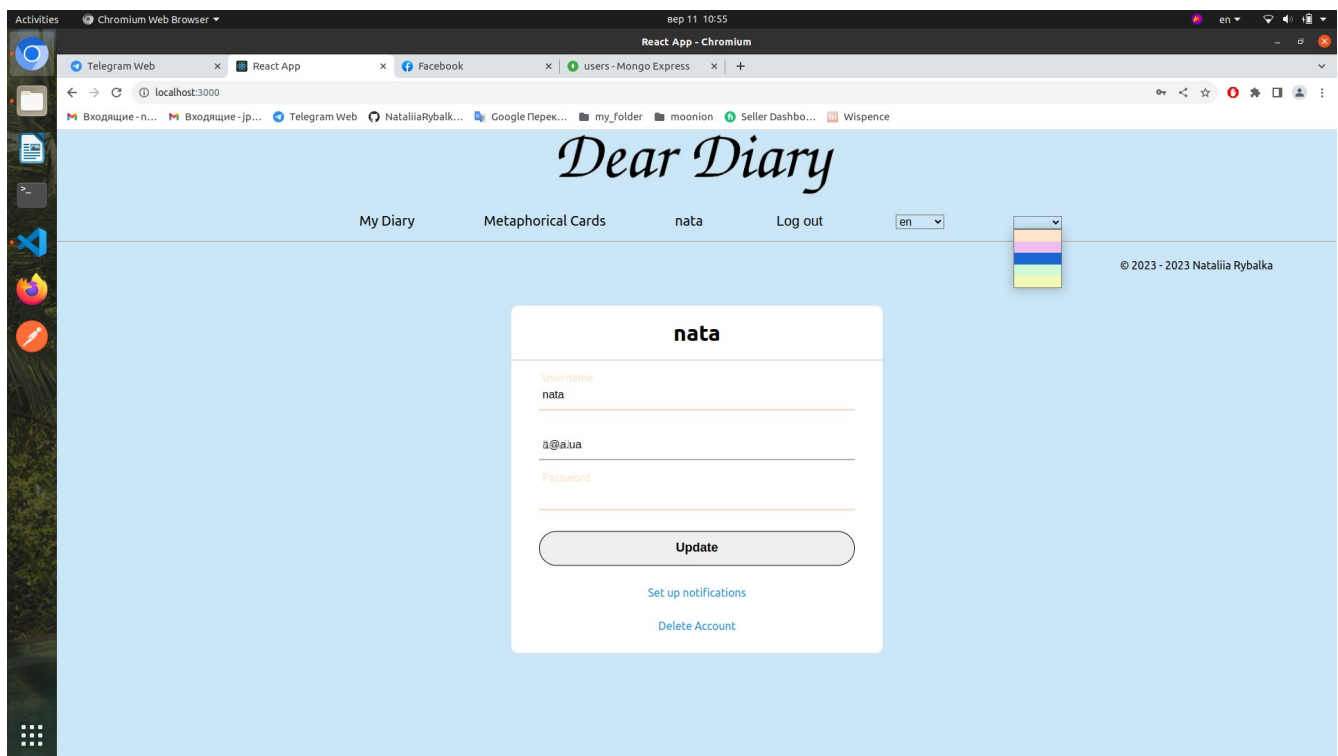 Activities Chromium Web Browser вер 11 10:55 en
React App - Chromium
Telegram Web React App Facebook users - Mongo Express
localhost:3000
Входящие - n... Входящие - jp... Telegram Web NataliiaRybalk... Google Перек... my_folder moonion Seller Dashbo... Wispence
Dear Diary
My Diary Metaphorical Cards nata Log out en
© 2023 - 2023 Nataliia Rybalka
nata
Username
nata
Password
Update
Set up notifications
Delete Account